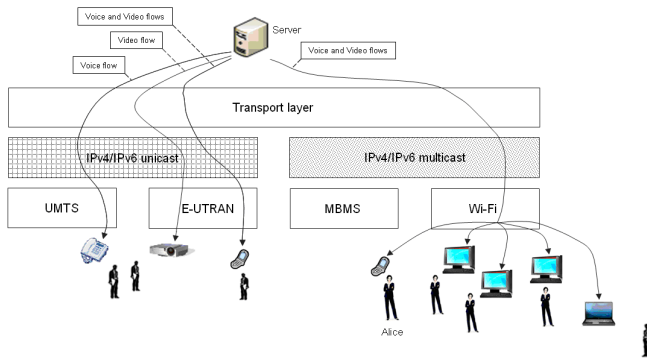 Voice and Video flows
Server
Video flow
Voice and Video flows
Voice flow
Transport layer
IPv4/IPv6 unicast
IPv4/IPv6 multicast
UMTS
E-UTRAN
MBMS
Wi-Fi
Alice